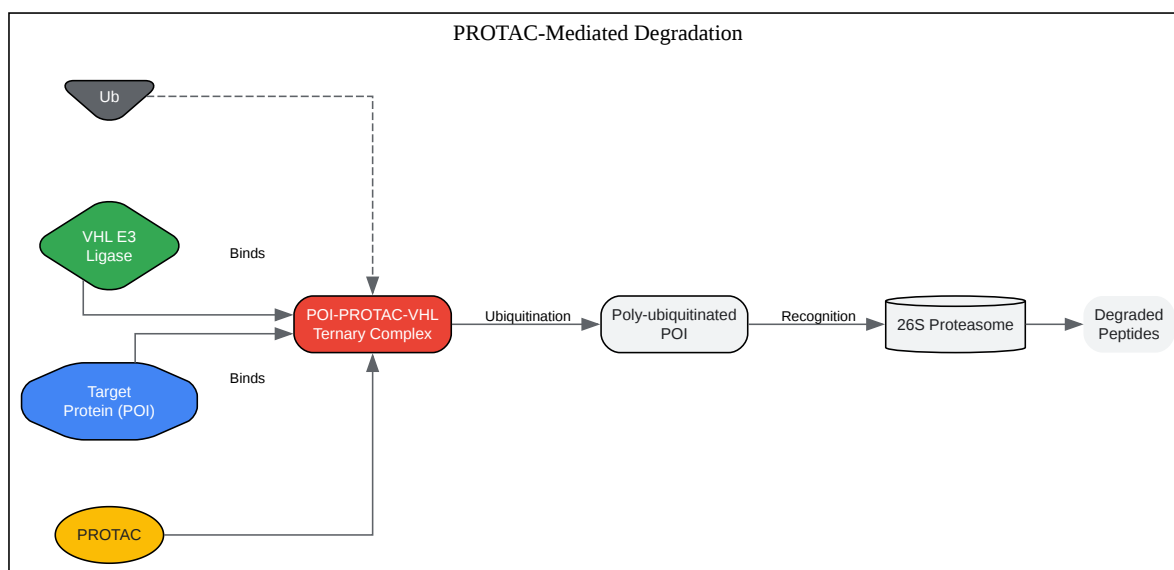 PROTAC-Mediated Degradation
Ub
VHL E3
Ligase
Binds
POI-PROTAC-VHL
Ternary Complex
Ubiquitination
Poly-ubiquitinated
POI
Recognition
26S Proteasome
Degraded
Peptides
Binds
Target
Protein (POI)
PROTAC